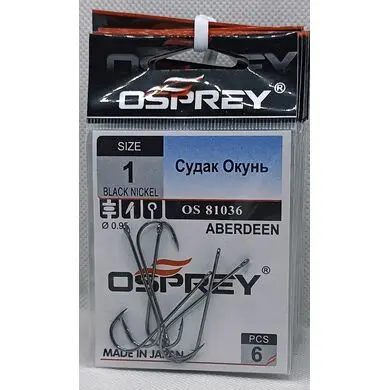 OSPREY®
SIZE
1
BLACK NICKEL
Судак Окунь
OS 81036
Ø 0.95
ABERDEEN
OSPREY®
MADE IN JAPAN
PCS
6